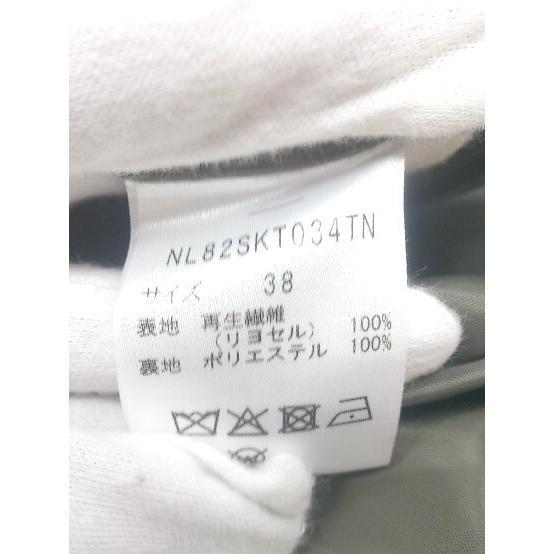 NL82SKT034TN
サイズ 38
表地 再生繊維
(リヨセル) 100%
裏地 ポリエステル 100%